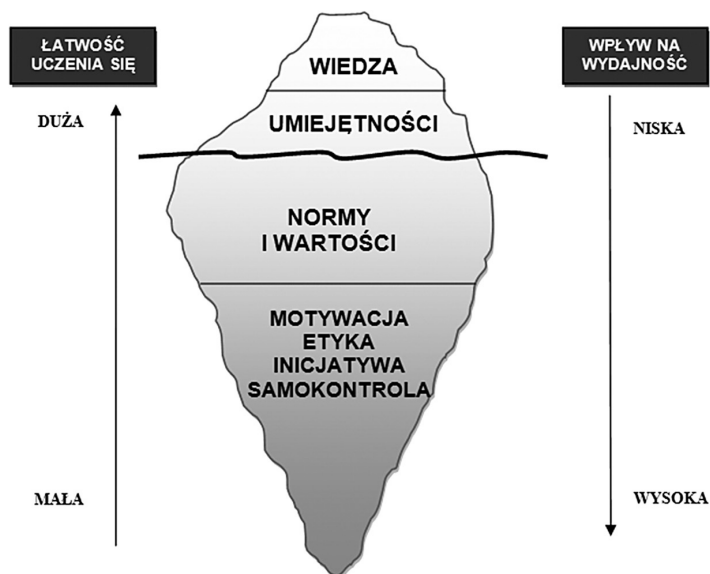 ŁATWOŚĆ
UCZENIA SIĘ
WPŁYW NA
WYDAJNOŚĆ
WIEDZA
DUŻA
UMIEJĘTNOŚCI
NISKA
NORMY
I WARTOŚCI
MOTYWACJA
ETYKA
INICJATYWA
SAMOKONTROLA
MAŁA
WYSOKA